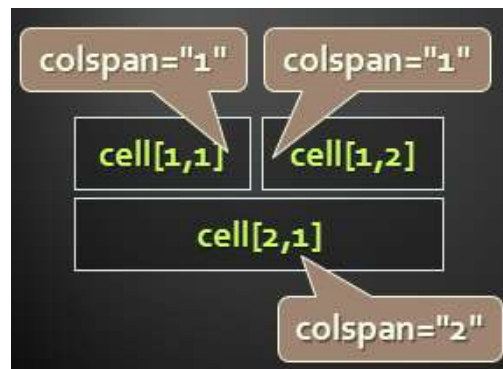 colspan="1" colspan="1"
cell[1,1] cell[1,2]
cell[2,1]
colspan="2"